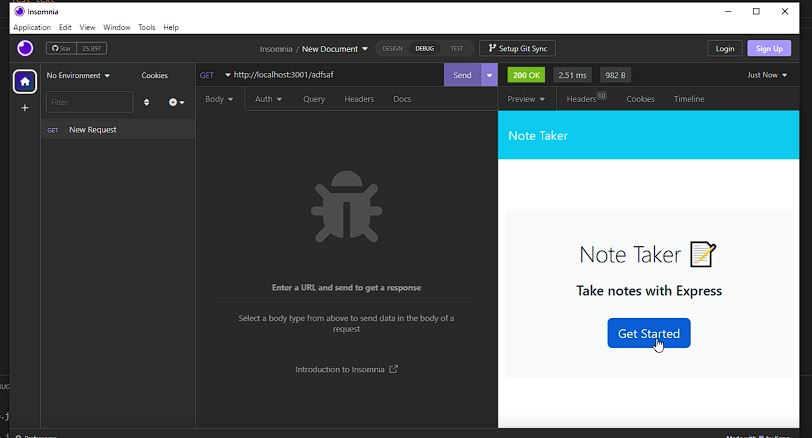 Insomnia
Application Edit View Window Tools Help
Star 25,897
Insomnia / New Document
DESIGN DEBUG TEST
Setup Git Sync
Login Sign Up
No Environment Cookies
GET http://localhost:3001/adfsaf Send
200 OK 2.51 ms 982 B Just Now
Filter
Body Auth Query Headers Docs
Preview Headers 10 Cookies Timeline
GET New Request
Note Taker
Note Taker
Take notes with Express
Get Started
Enter a URL and send to get a response
Select a body type from above to send data in the body of a
request
Introduction to Insomnia